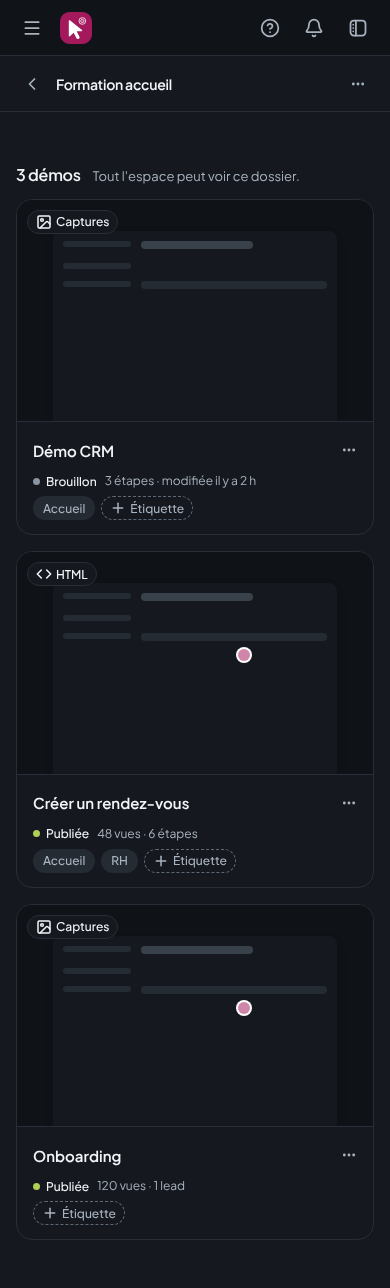 Formation accueil
3 démos Tout l'espace peut voir ce dossier.
Captures
Démo CRM
Brouillon 3 étapes · modifiée il y a 2 h
Accueil + Étiquette
HTML
Créer un rendez-vous
Publiée 48 vues · 6 étapes
Accueil RH + Étiquette
Captures
Onboarding
Publiée 120 vues · 1 lead
+ Étiquette